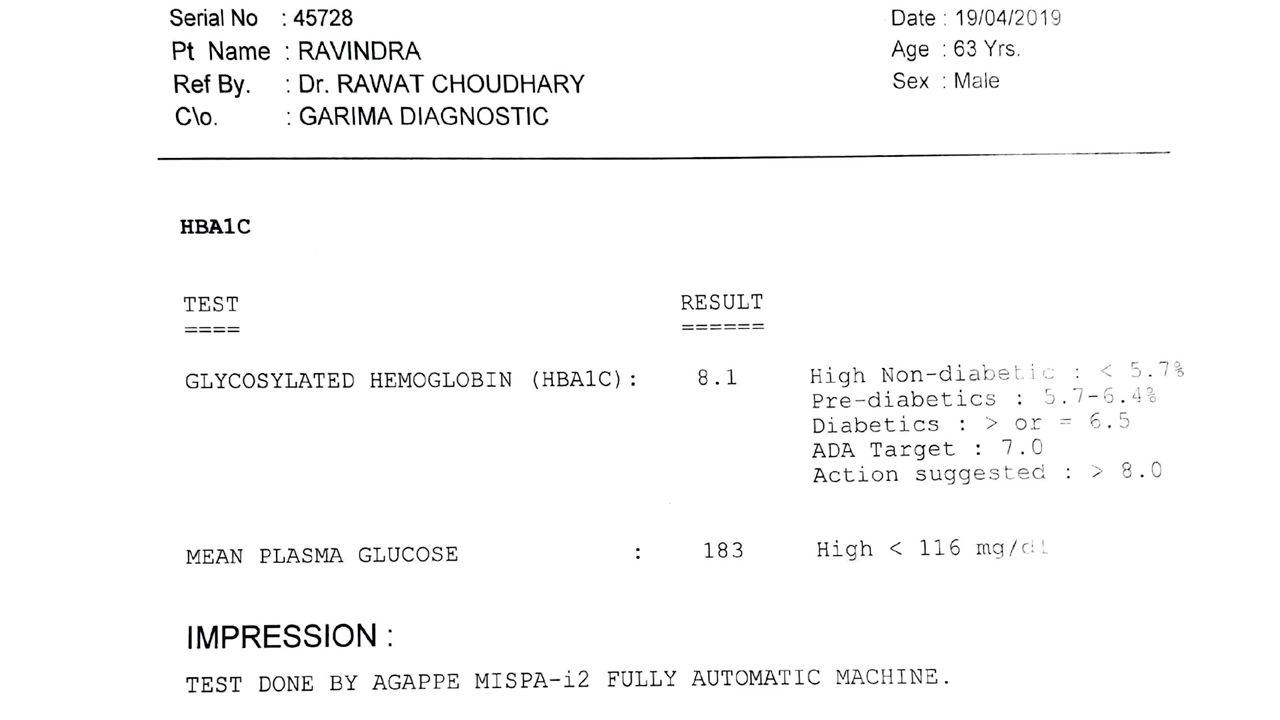 Serial No : 45728
Date : 19/04/2019
Pt Name : RAVINDRA
Age : 63 Yrs.
Ref By. : Dr. RAWAT CHOUDHARY
Sex : Male
C\o. : GARIMA DIAGNOSTIC
HBA1C
TEST RESULT
==== ======
GLYCOSYLATED HEMOGLOBIN (HBA1C): 8.1 High Non-diabetic : < 5.7%
Pre-diabetics : 5.7-6.4%
Diabetics : > or = 6.5
ADA Target : 7.0
Action suggested : > 8.0
MEAN PLASMA GLUCOSE : 183 High < 116 mg/dl
IMPRESSION :
TEST DONE BY AGAPPE MISPA-i2 FULLY AUTOMATIC MACHINE.